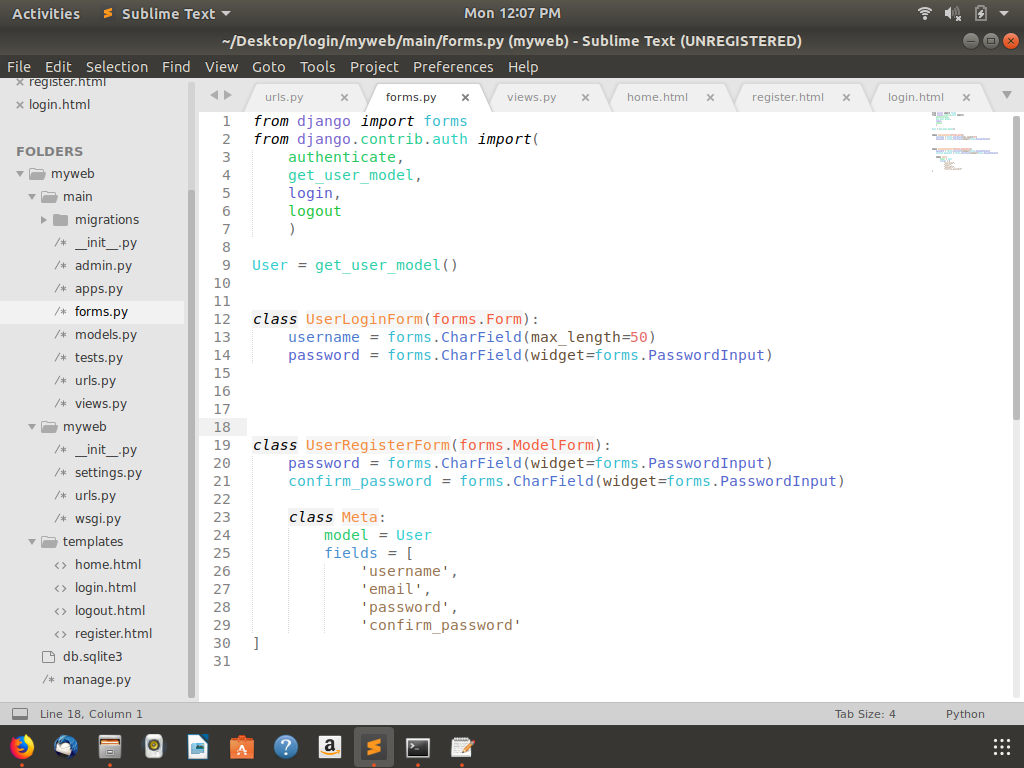 Activities Sublime Text Mon 12:07 PM
~/Desktop/login/myweb/main/forms.py (myweb) - Sublime Text (UNREGISTERED)
File Edit Selection Find View Goto Tools Project Preferences Help
register.html
login.html
FOLDERS
myweb
main
migrations
/* __init__.py
/* admin.py
/* apps.py
/* forms.py
/* models.py
/* tests.py
/* urls.py
/* views.py
myweb
/* __init__.py
/* settings.py
/* urls.py
/* wsgi.py
templates
<> home.html
<> login.html
<> logout.html
<> register.html
db.sqlite3
/* manage.py
urls.py forms.py views.py home.html register.html login.html
1 from django import forms
2 from django.contrib.auth import(
3     authenticate,
4     get_user_model,
5     login,
6     logout
7     )
8
9 User = get_user_model()
10
11
12 class UserLoginForm(forms.Form):
13     username = forms.CharField(max_length=50)
14     password = forms.CharField(widget=forms.PasswordInput)
15
16
17
18
19 class UserRegisterForm(forms.ModelForm):
20     password = forms.CharField(widget=forms.PasswordInput)
21     confirm_password = forms.CharField(widget=forms.PasswordInput)
22
23     class Meta:
24         model = User
25         fields = [
26             'username',
27             'email',
28             'password',
29             'confirm_password'
30 ]
31
Line 18, Column 1 Tab Size: 4 Python